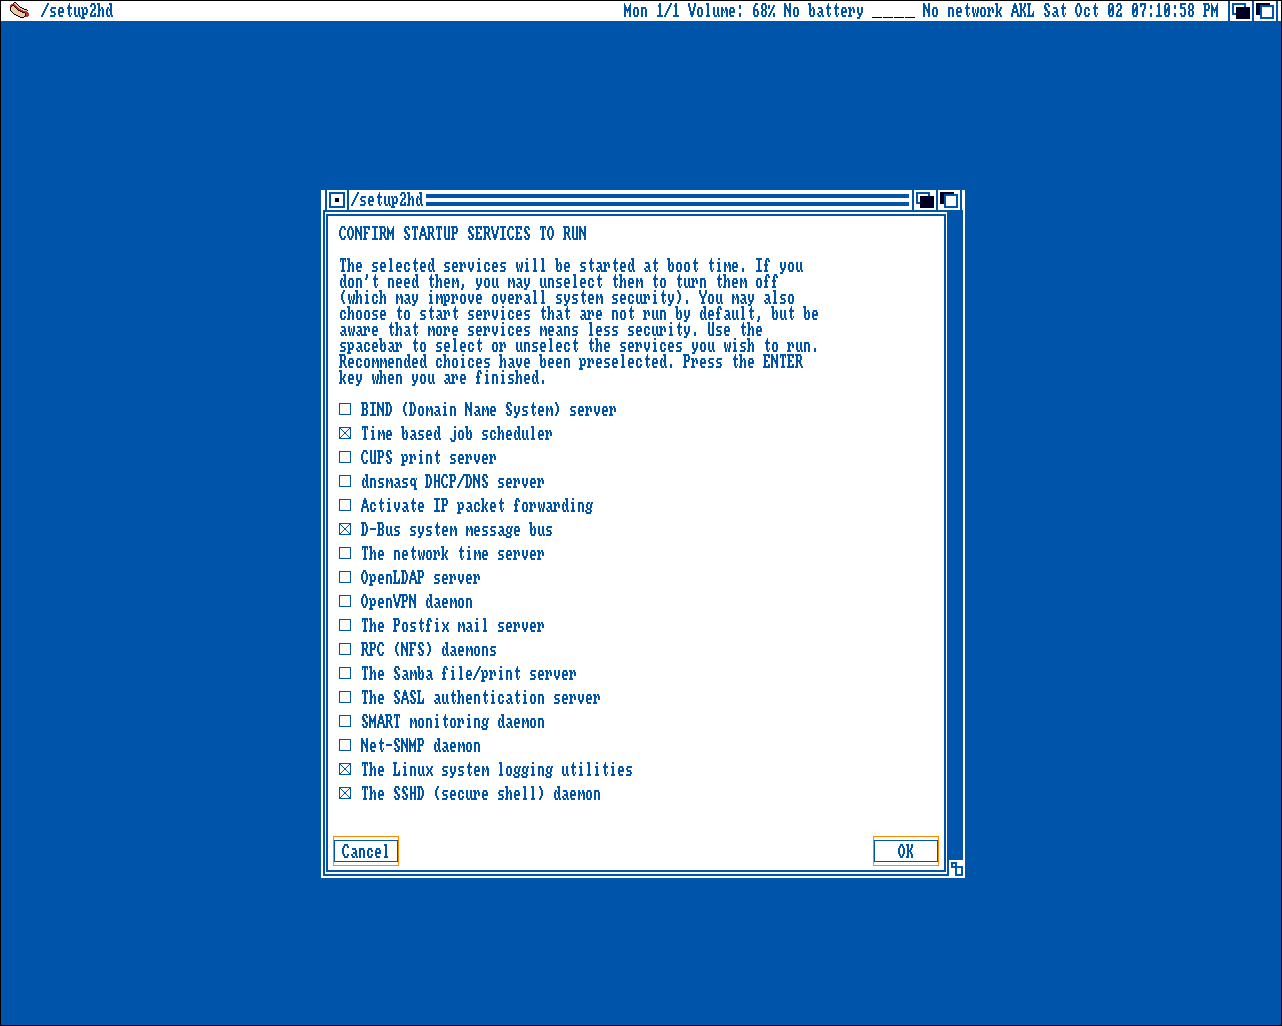 /setup2hd
Mon 1/1 Volume: 68% No battery ____ No network AKL Sat Oct 02 07:10:58 PM
/setup2hd
CONFIRM STARTUP SERVICES TO RUN
The selected services will be started at boot time. If you
don't need them, you may unselect them to turn them off
(which may improve overall system security). You may also
choose to start services that are not run by default, but be
aware that more services means less security. Use the
spacebar to select or unselect the services you wish to run.
Recommended choices have been preselected. Press the ENTER
key when you are finished.
BIND (Domain Name System) server
Time based job scheduler
CUPS print server
dnsmasq DHCP/DNS server
Activate IP packet forwarding
D-Bus system message bus
The network time server
OpenLDAP server
OpenVPN daemon
The Postfix mail server
RPC (NFS) daemons
The Samba file/print server
The SASL authentication server
SMART monitoring daemon
Net-SNMP daemon
The Linux system logging utilities
The SSHD (secure shell) daemon
Cancel
OK